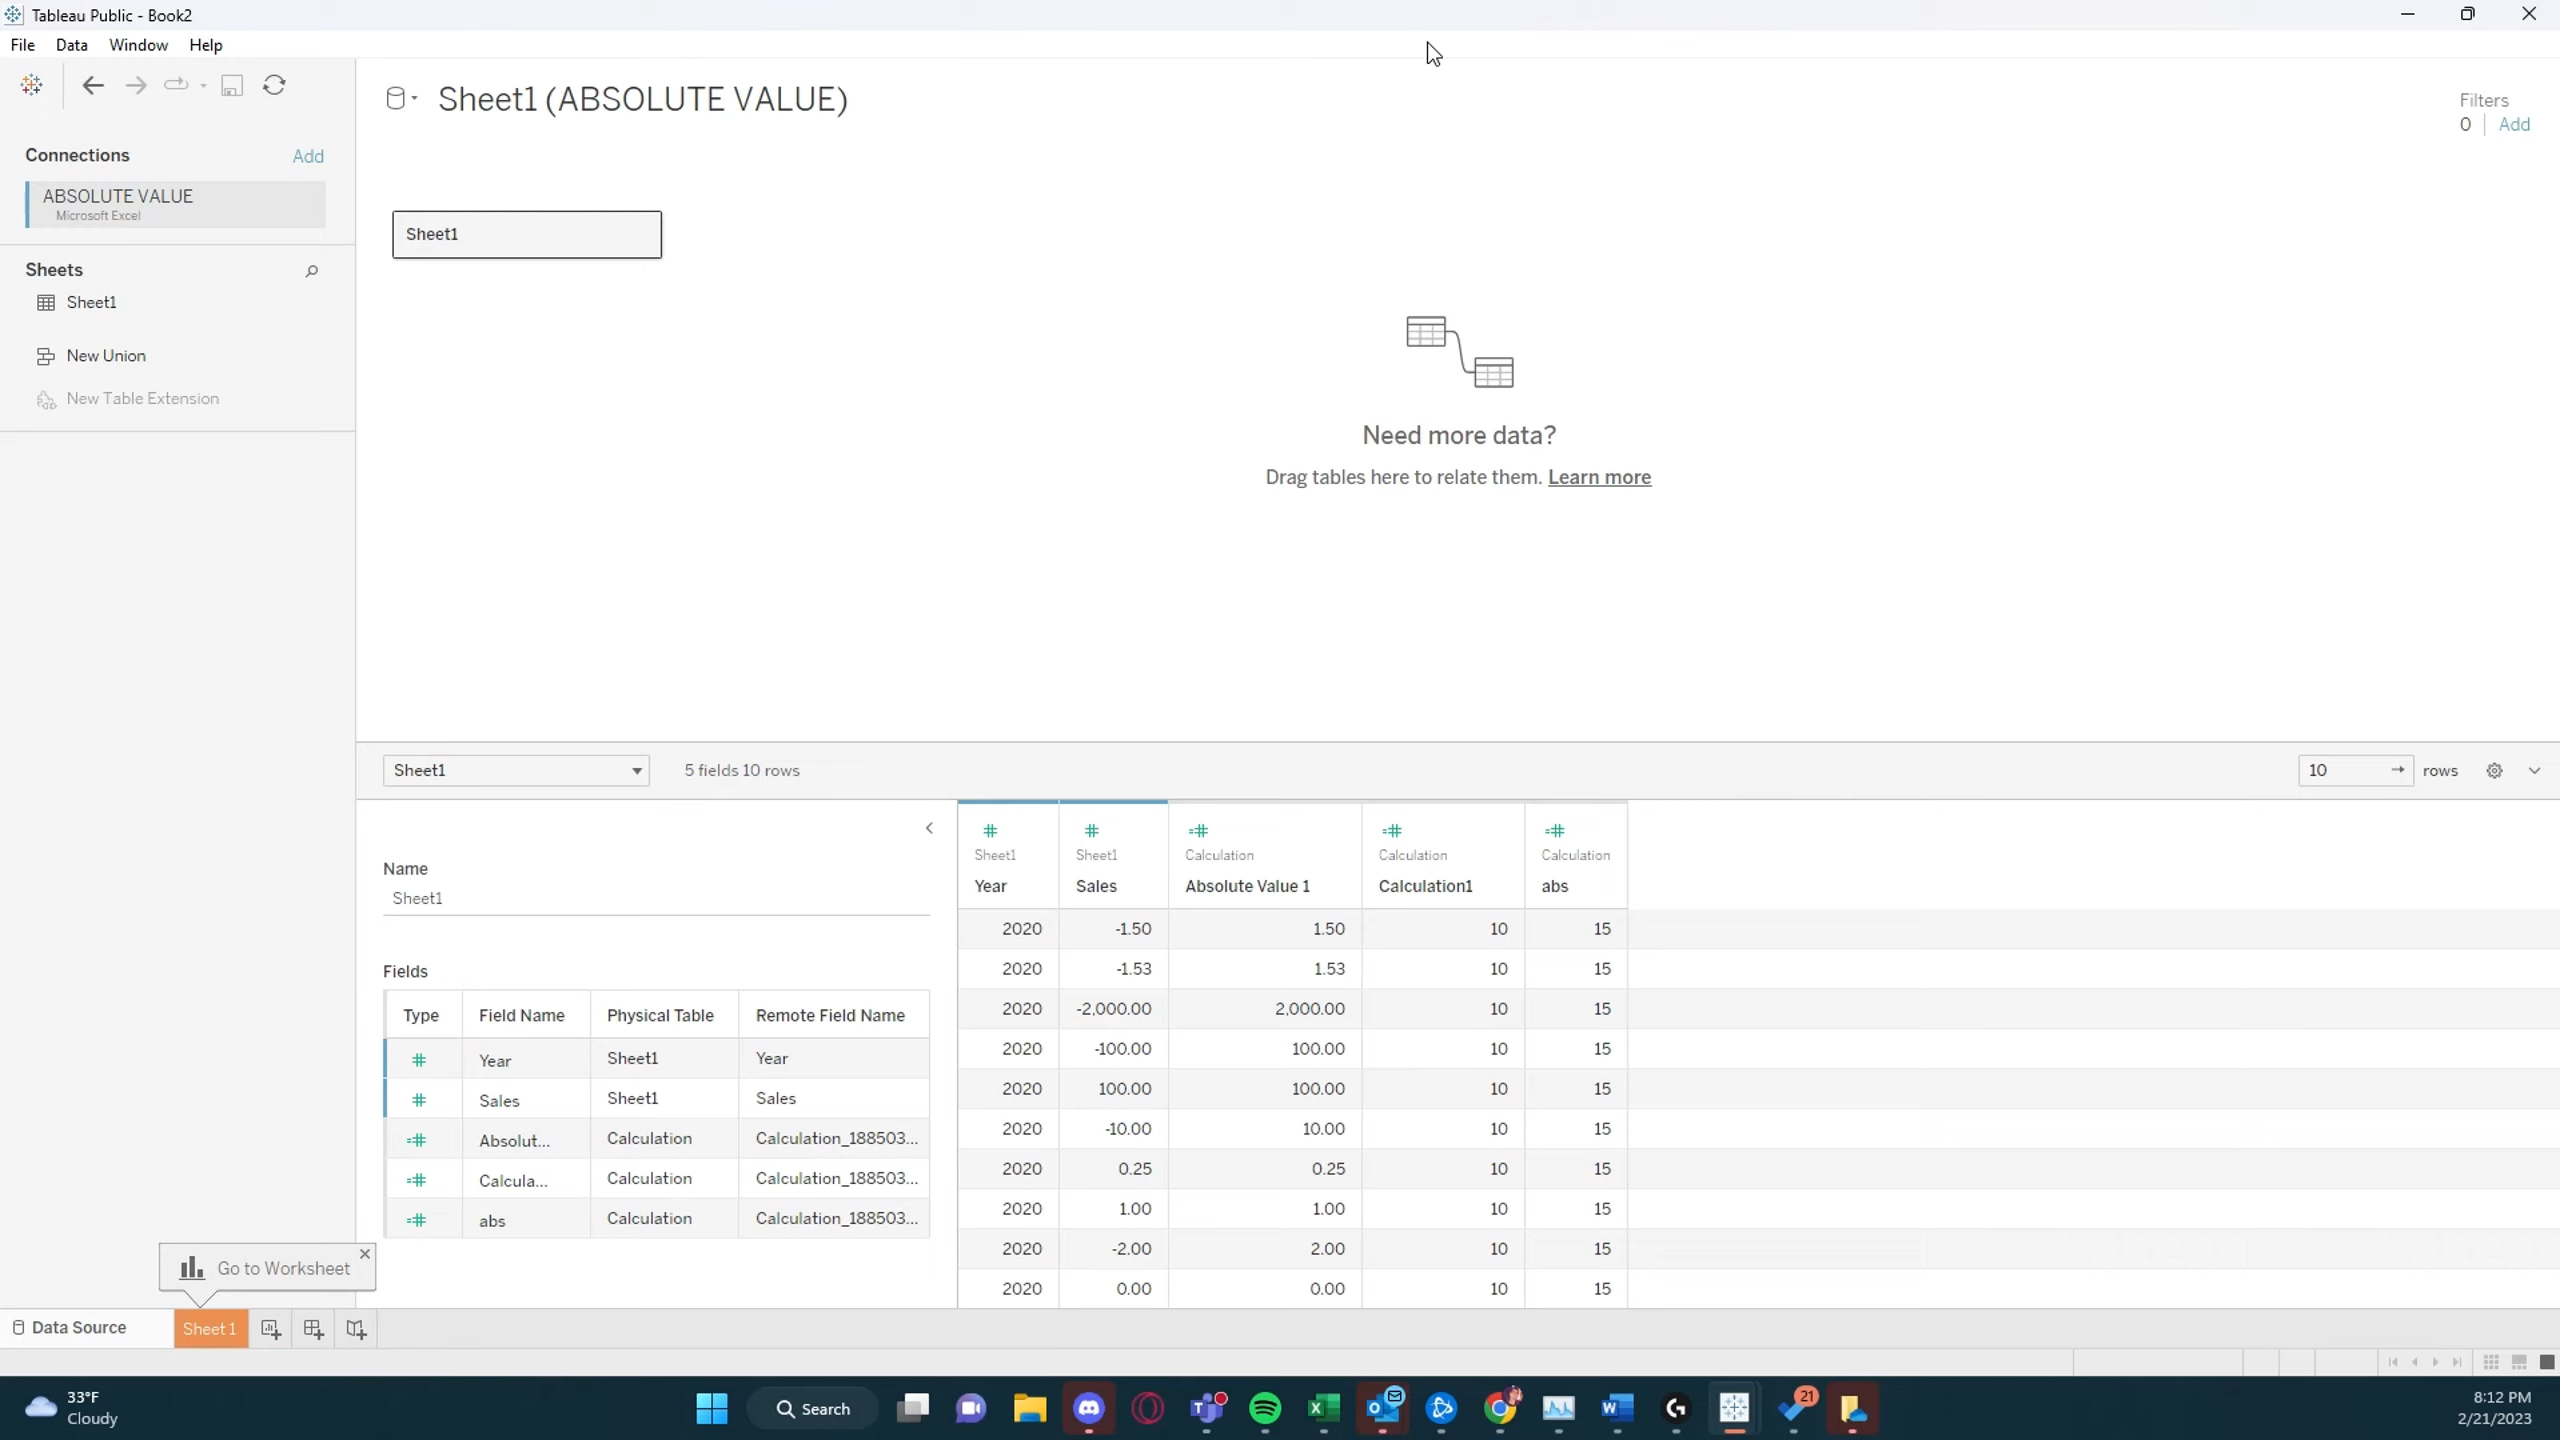 Tableau Public - Book2
File Data Window Help
Sheet1 (ABSOLUTE VALUE)
Filters
0 Add
Connections Add
ABSOLUTE VALUE
Microsoft Excel
Sheets
Sheet1
New Union
New Table Extension
Sheet1
Need more data?
Drag tables here to relate them. Learn more
Sheet1 5 fields 10 rows 10 rows
Name
Sheet1
Fields
Type Field Name Physical Table Remote Field Name
Year Sheet1 Year
Sales Sheet1 Sales
Absolut... Calculation Calculation_188503...
Calcula... Calculation Calculation_188503...
abs Calculation Calculation_188503...
Sheet1 Sheet1 Calculation Calculation Calculation
Year Sales Absolute Value 1 Calculation1 abs
2020 -1.50 1.50 10 15
2020 -1.53 1.53 10 15
2020 -2,000.00 2,000.00 10 15
2020 -100.00 100.00 10 15
2020 100.00 100.00 10 15
2020 -10.00 10.00 10 15
2020 0.25 0.25 10 15
2020 1.00 1.00 10 15
2020 -2.00 2.00 10 15
2020 0.00 0.00 10 15
Go to Worksheet
Data Source Sheet 1
33°F
Cloudy
Search
21
8:12 PM
2/21/2023